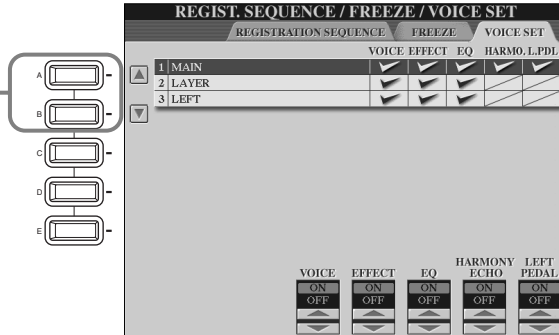 REGIST. SEQUENCE / FREEZE / VOICE SET
REGISTRATION SEQUENCE FREEZE VOICE SET
VOICE EFFECT EQ HARMO. L.PDL
A 1 MAIN
2 LAYER
B 3 LEFT
C
D
E
VOICE EFFECT EQ HARMONY ECHO LEFT PEDAL
ON ON ON ON ON
OFF OFF OFF OFF OFF